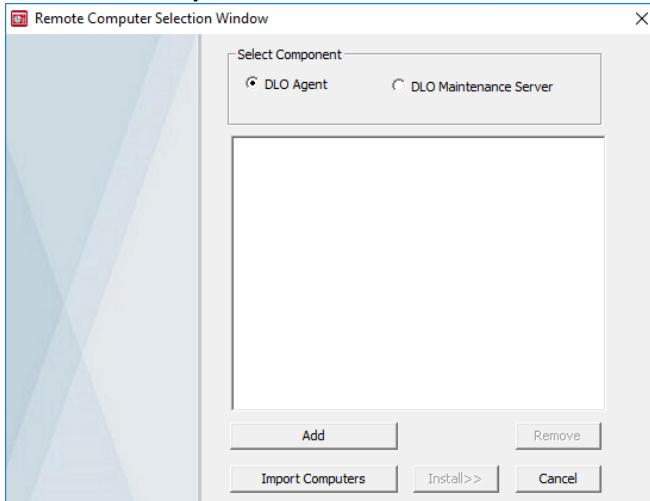 Remote Computer Selection Window
Select Component
DLO Agent
DLO Maintenance Server
Add
Remove
Import Computers
Install>>
Cancel